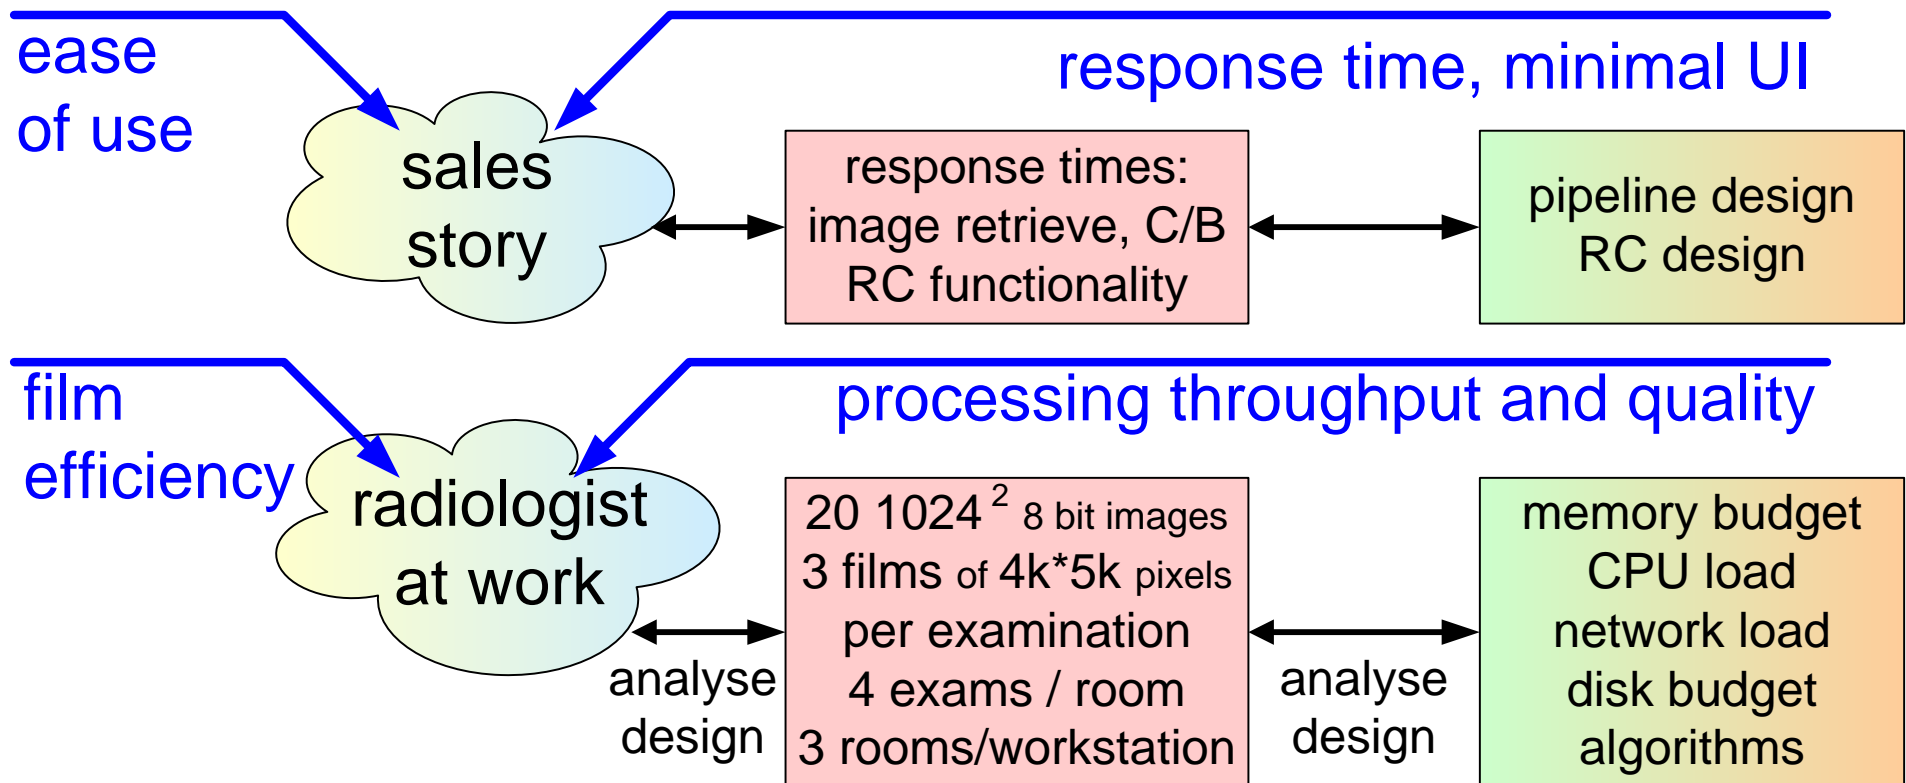 ease
of use
response time, minimal UI
sales
story
response times:
image retrieve, C/B
RC functionality
pipeline design
RC design
film
efficiency
processing throughput and quality
radiologist
at work
analyse
design
20 1024² 8 bit images
3 films of 4k*5k pixels
per examination
4 exams / room
3 rooms/workstation
analyse
design
memory budget
CPU load
network load
disk budget
algorithms